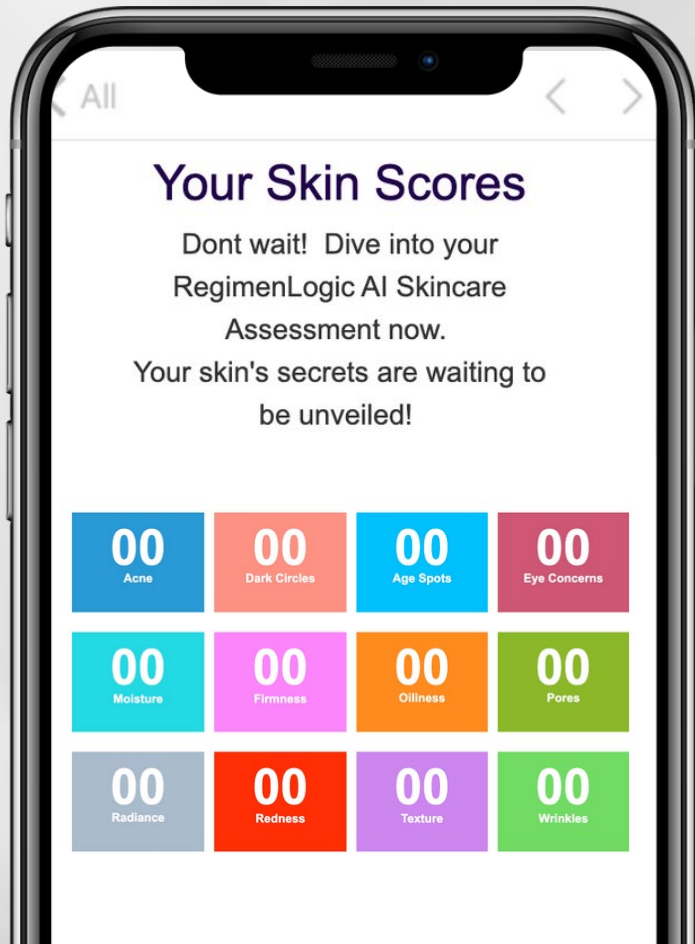 All
Your Skin Scores
Dont wait!  Dive into your
RegimenLogic AI Skincare
Assessment now.
Your skin's secrets are waiting to
be unveiled!
00 00 00 00
Acne Dark Circles Age Spots Eye Concerns
00 00 00 00
Moisture Firmness Oiliness Pores
00 00 00 00
Radiance Redness Texture Wrinkles